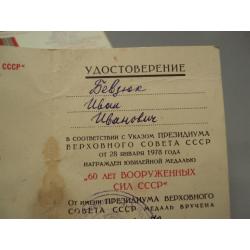 СССР"
УДОСТОВЕРЕНИЕ
Бевзюк
Иван
Иванович
В СООТВЕТСТВИИ С УКАЗОМ ПРЕЗИДИУМА
ВЕРХОВНОГО СОВЕТА СССР
ОТ 28 ЯНВАРЯ 1978 ГОДА
НАГРАЖДЕН ЮБИЛЕЙНОЙ МЕДАЛЬЮ
"60 ЛЕТ ВООРУЖЕННЫХ
СИЛ СССР"
ОТ ИМЕНИ ПРЕЗИДИУМА ВЕРХОВНОГО
СОВЕТА СССР МЕДАЛЬ ВРУЧЕНА